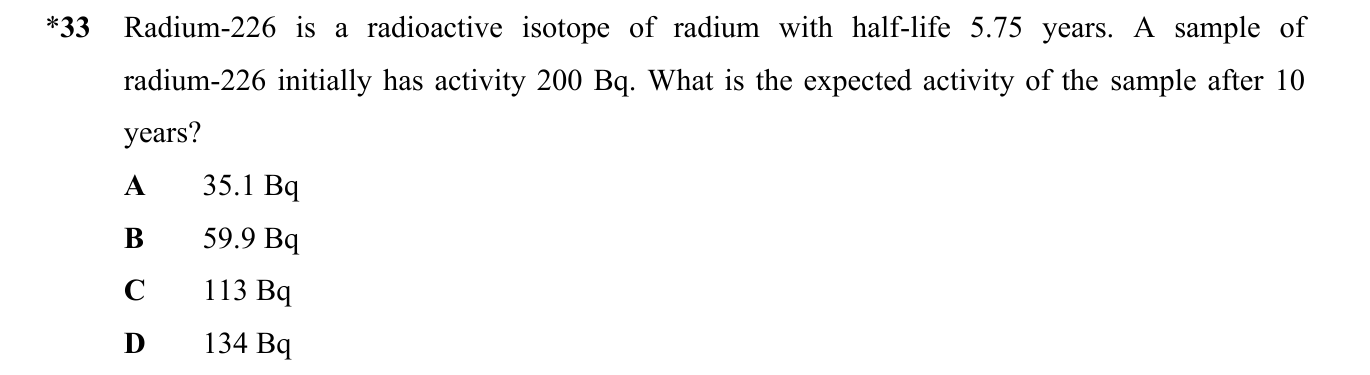 *33 Radium-226 is a radioactive isotope of radium with half-life 5.75 years. A sample of
radium-226 initially has activity 200 Bq. What is the expected activity of the sample after 10
years?
A 35.1 Bq
B 59.9 Bq
C 113 Bq
D 134 Bq